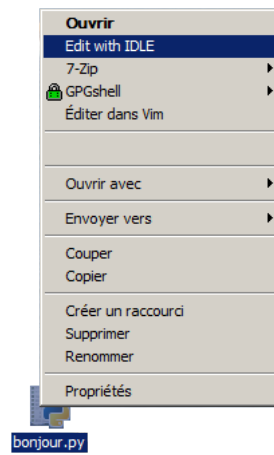 Ouvrir
Edit with IDLE
7-Zip
GPGshell
Éditer dans Vim
Ouvrir avec
Envoyer vers
Couper
Copier
Créer un raccourci
Supprimer
Renommer
Propriétés
bonjour.py